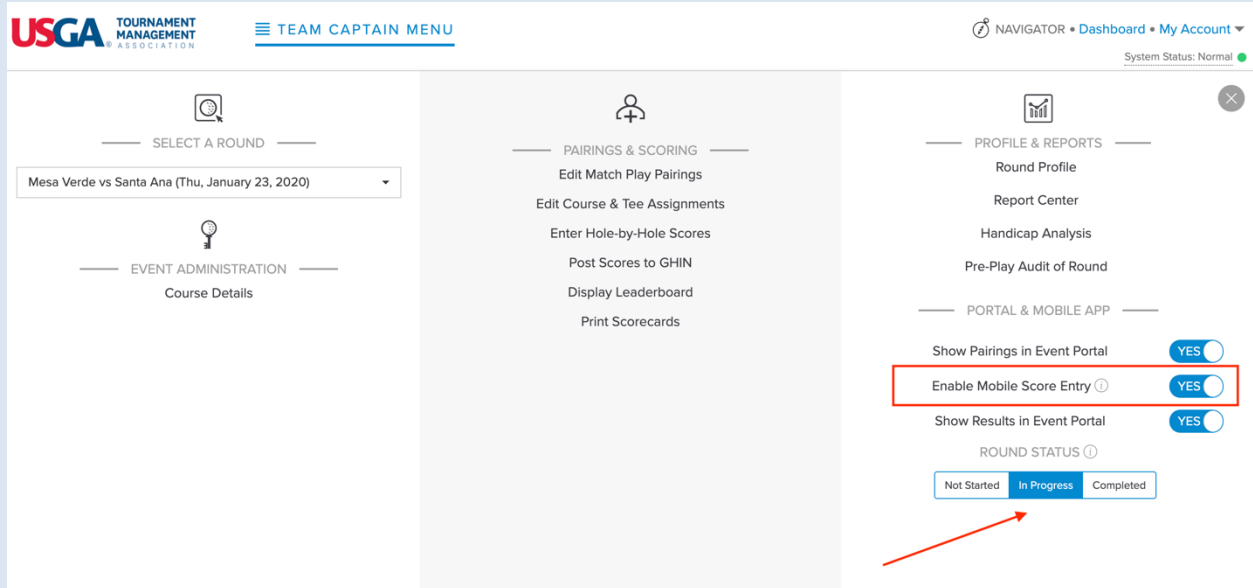 USGA® TOURNAMENT
MANAGEMENT
ASSOCIATION
TEAM CAPTAIN MENU
NAVIGATOR • Dashboard • My Account
System Status: Normal
SELECT A ROUND
Mesa Verde vs Santa Ana (Thu, January 23, 2020)
EVENT ADMINISTRATION
Course Details
PAIRINGS & SCORING
Edit Match Play Pairings
Edit Course & Tee Assignments
Enter Hole-by-Hole Scores
Post Scores to GHIN
Display Leaderboard
Print Scorecards
PROFILE & REPORTS
Round Profile
Report Center
Handicap Analysis
Pre-Play Audit of Round
PORTAL & MOBILE APP
Show Pairings in Event Portal YES
Enable Mobile Score Entry YES
Show Results in Event Portal YES
ROUND STATUS
Not Started In Progress Completed